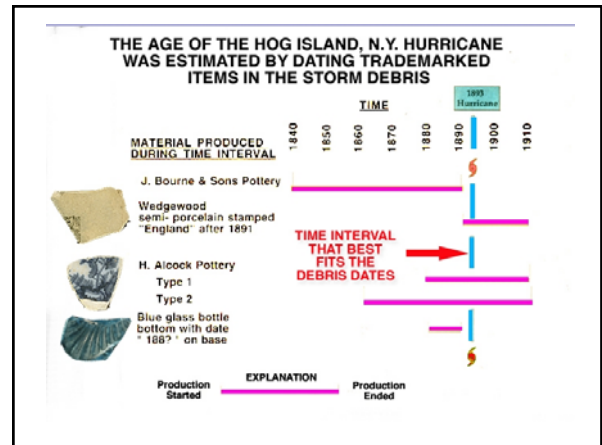 THE AGE OF THE HOG ISLAND, N.Y. HURRICANE
WAS ESTIMATED BY DATING TRADEMARKED
ITEMS IN THE STORM DEBRIS
1893
Hurricane
TIME
1840
1850
1860
1870
1880
1890
1900
1910
MATERIAL PRODUCED
DURING TIME INTERVAL
J. Bourne & Sons Pottery
Wedgewood
semi- porcelain stamped
"England" after 1891
TIME INTERVAL
THAT BEST
FITS THE
DEBRIS DATES
H. Alcock Pottery
Type 1
Type 2
Blue glass bottle
bottom with date
" 188? " on base
EXPLANATION
Production
Started
Production
Ended